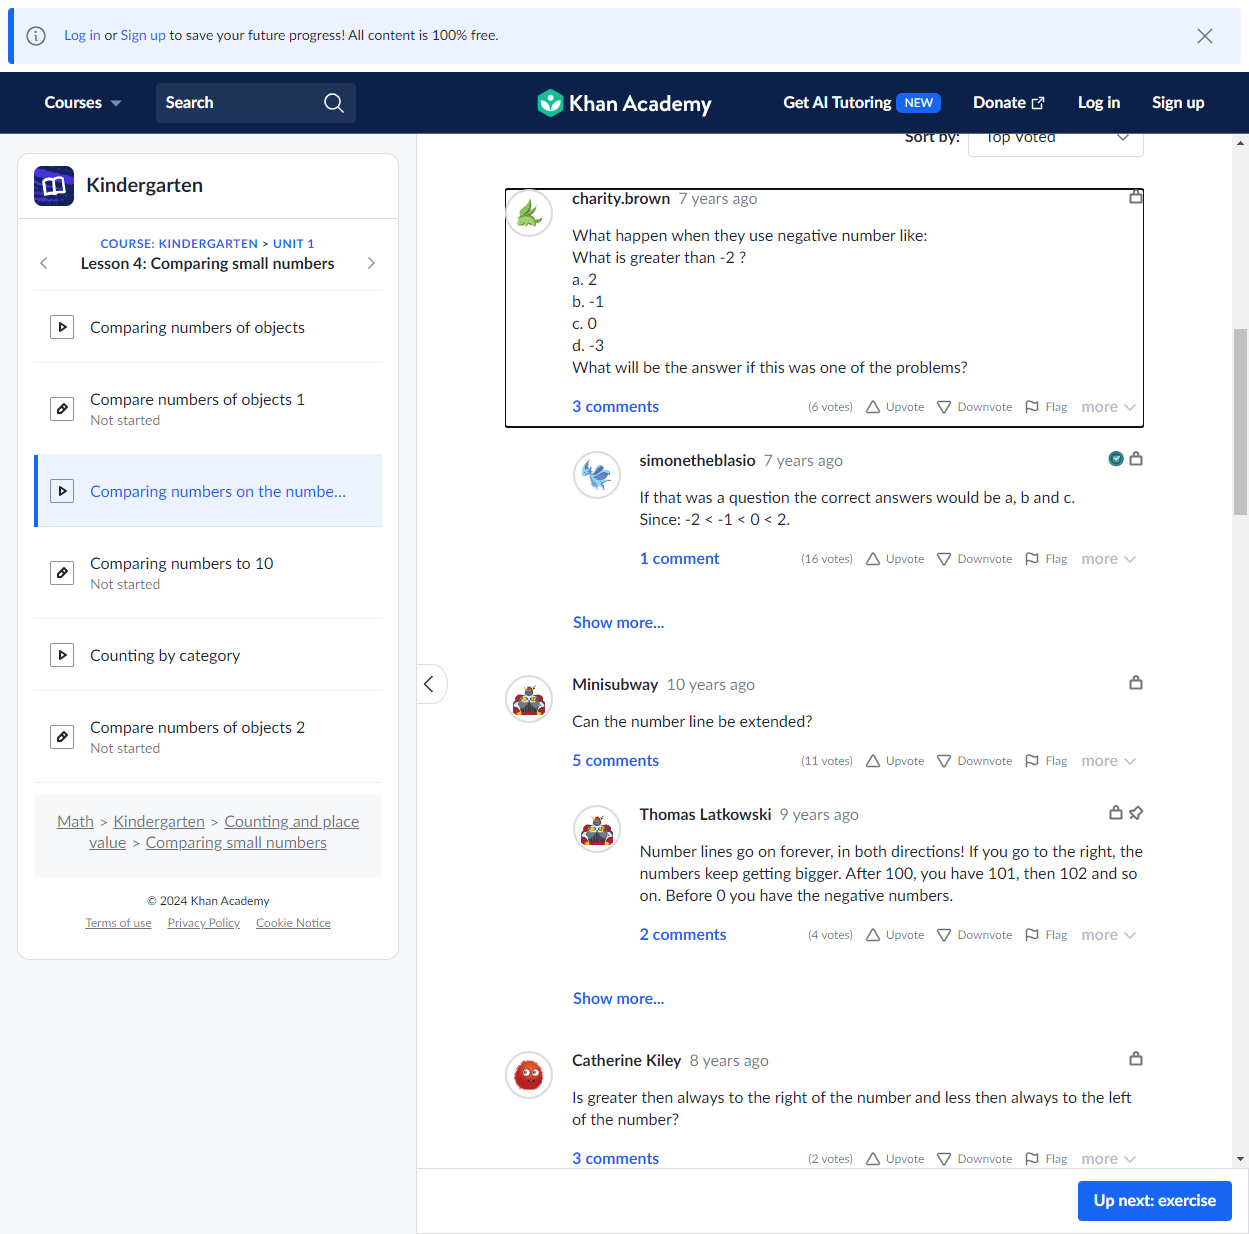 Log in or Sign up to save your future progress! All content is 100% free.
Courses
Search
Khan Academy
Get AI Tutoring NEW
Donate
Log in
Sign up
Kindergarten
COURSE: KINDERGARTEN > UNIT 1
Lesson 4: Comparing small numbers
Comparing numbers of objects
Compare numbers of objects 1
Not started
Comparing numbers on the numbe...
Comparing numbers to 10
Not started
Counting by category
Compare numbers of objects 2
Not started
Math > Kindergarten > Counting and place
value > Comparing small numbers
© 2024 Khan Academy
Terms of use Privacy Policy Cookie Notice
Sort by: Top Voted
charity.brown 7 years ago
What happen when they use negative number like:
What is greater than -2 ?
a. 2
b. -1
c. 0
d. -3
What will be the answer if this was one of the problems?
3 comments (6 votes) Upvote Downvote Flag more
simonetheblasio 7 years ago
If that was a question the correct answers would be a, b and c.
Since: -2 < -1 < 0 < 2.
1 comment (16 votes) Upvote Downvote Flag more
Show more...
Minisubway 10 years ago
Can the number line be extended?
5 comments (11 votes) Upvote Downvote Flag more
Thomas Latkowski 9 years ago
Number lines go on forever, in both directions! If you go to the right, the
numbers keep getting bigger. After 100, you have 101, then 102 and so
on. Before 0 you have the negative numbers.
2 comments (4 votes) Upvote Downvote Flag more
Show more...
Catherine Kiley 8 years ago
Is greater then always to the right of the number and less then always to the left
of the number?
3 comments (2 votes) Upvote Downvote Flag more
Up next: exercise